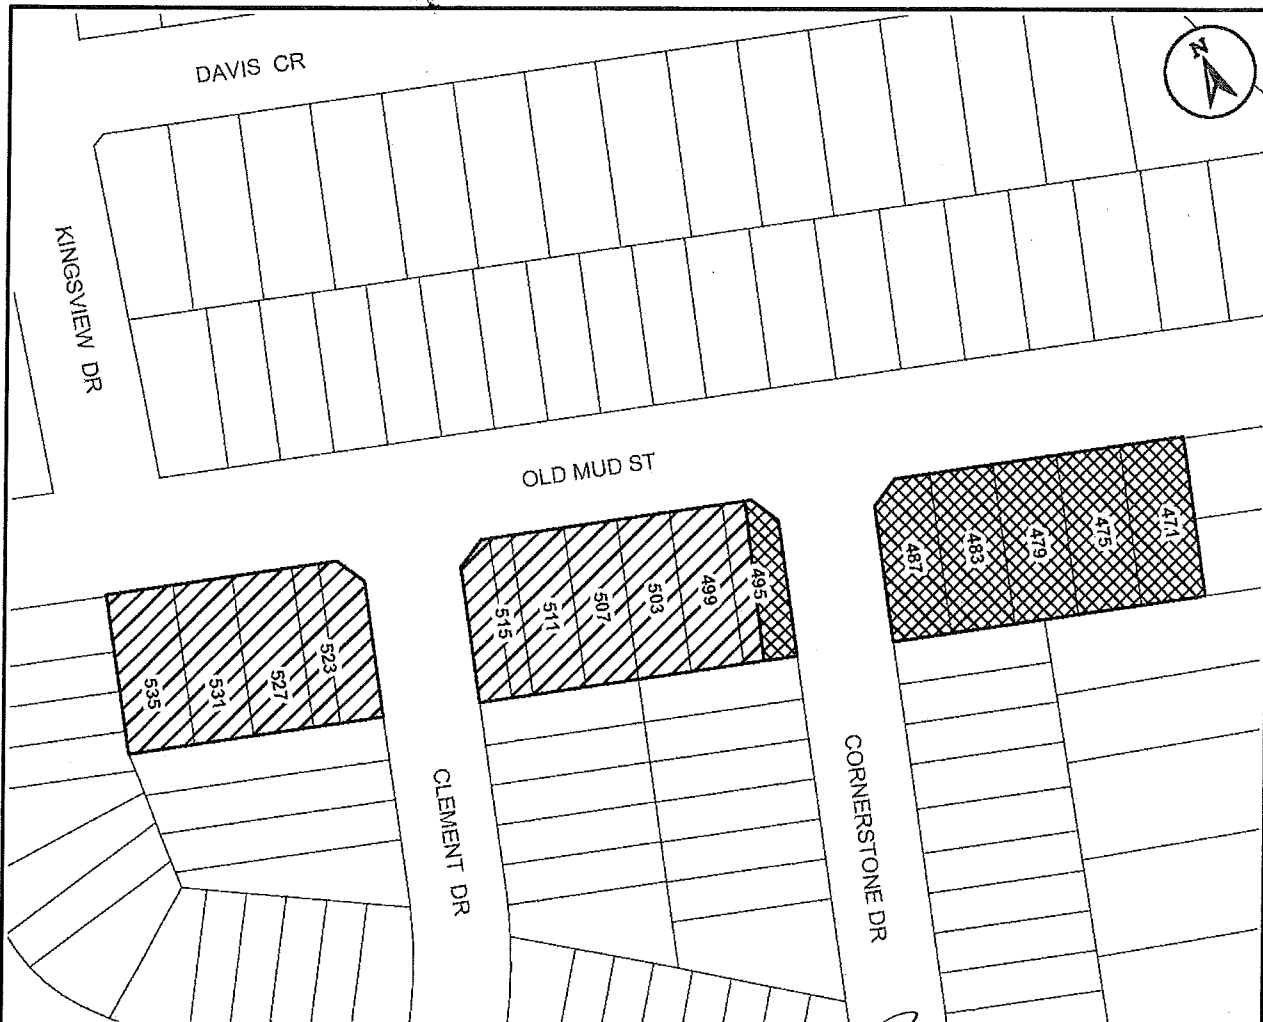 DAVIS CR
N
KINGSVIEW DR
OLD MUD ST
471
475
479
483
487
495
499
503
507
511
515
523
527
531
535
CLEMENT DR
CORNERSTONE DR